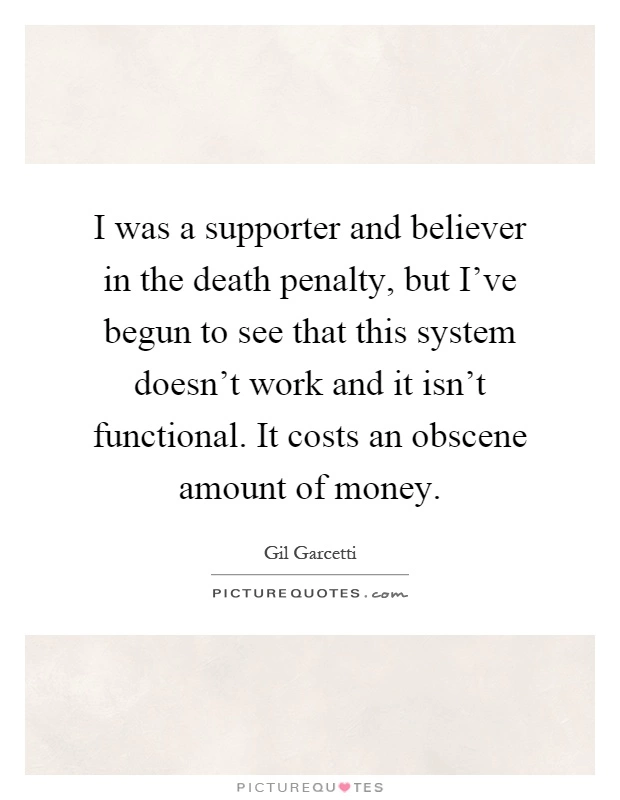 I was a supporter and believer
in the death penalty, but I’ve
begun to see that this system
doesn’t work and it isn’t
functional. It costs an obscene
amount of money.
Gil Garcetti
PICTUREQUOTES.com
PICTUREQUOTES